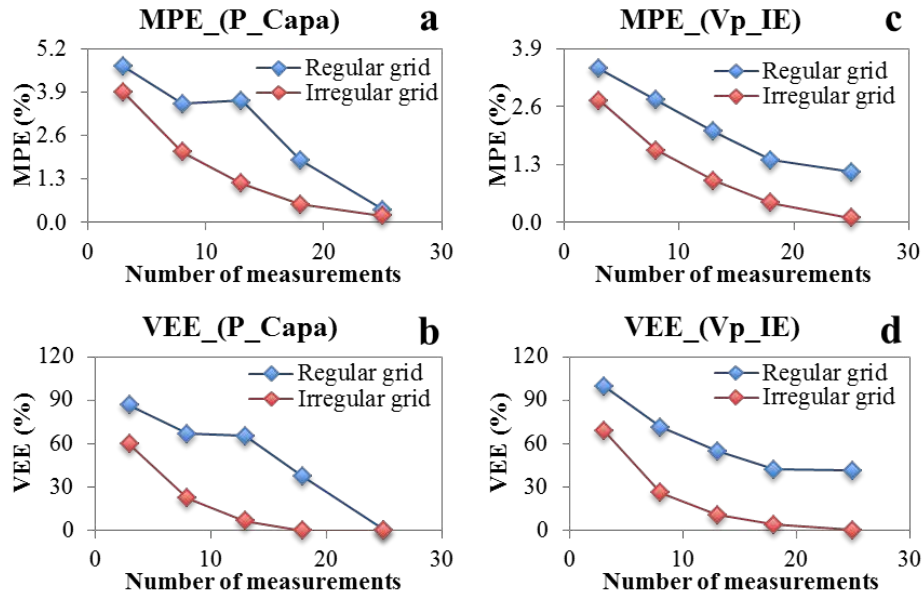 MPE_(P_Capa)
a
5.2
3.9
2.6
1.3
0.0
MPE (%)
Regular grid
Irregular grid
0
10
20
30
Number of measurements
MPE_(Vp_IE)
c
3.9
2.6
1.3
0.0
MPE (%)
Regular grid
Irregular grid
0
10
20
30
Number of measurements
VEE_(P_Capa)
b
120
90
60
30
0
VEE (%)
Regular grid
Irregular grid
0
10
20
30
Number of measurements
VEE_(Vp_IE)
d
120
90
60
30
0
VEE (%)
Regular grid
Irregular grid
0
10
20
30
Number of measurements